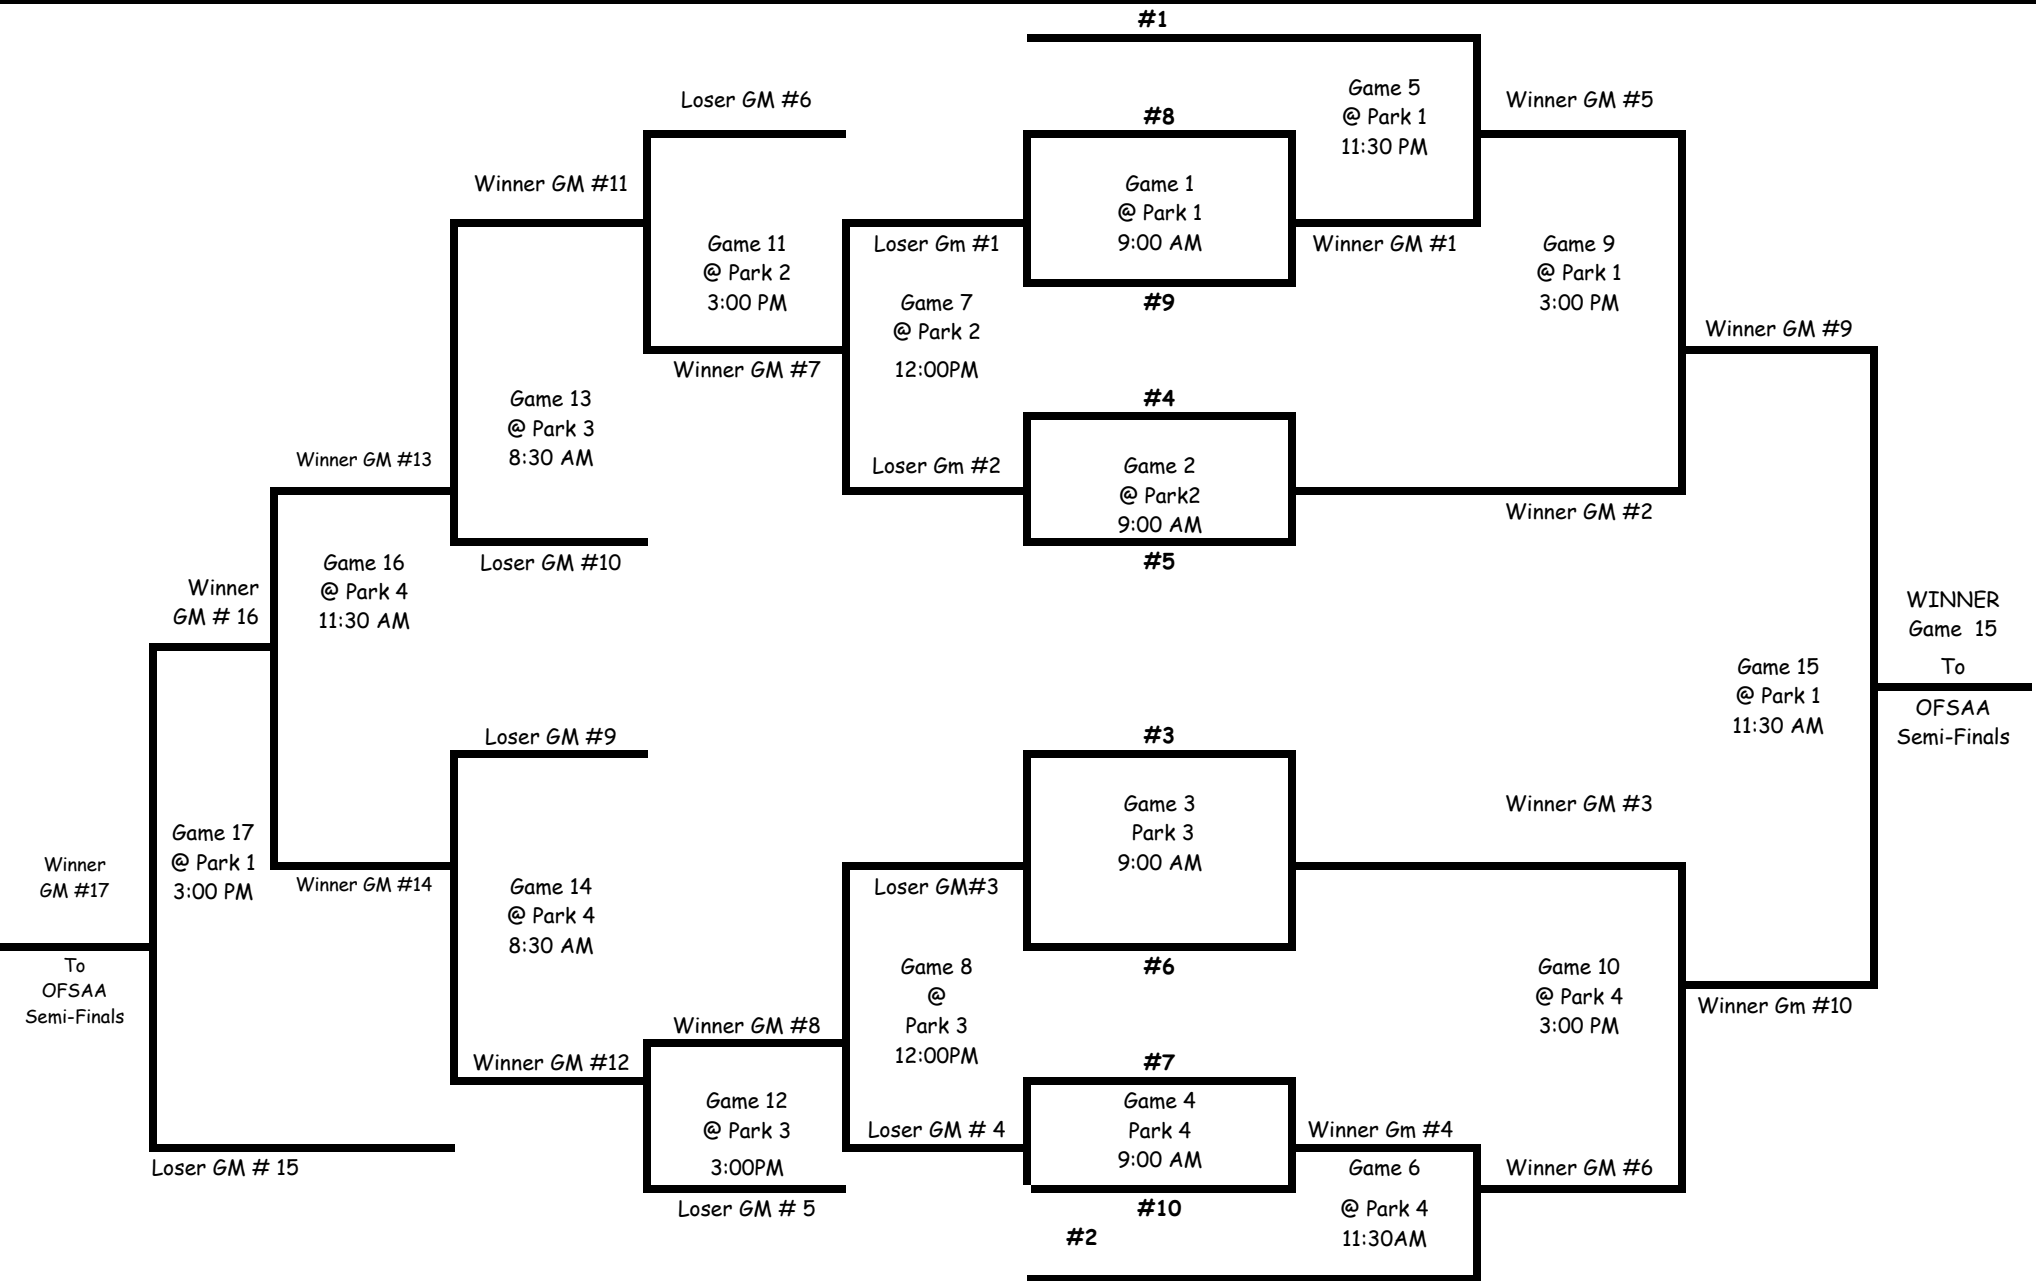 #1
Game 5
@ Park 1
11:30 PM
Loser GM #6
#8
Winner GM #5
Winner GM #11
Game 1
@ Park 1
9:00 AM
Game 11
@ Park 2
3:00 PM
Loser Gm #1
Winner GM #1
Game 9
@ Park 1
3:00 PM
Game 7
@ Park 2
12:00PM
#9
Winner GM #9
Winner GM #7
Game 13
@ Park 3
8:30 AM
#4
Winner GM #13
Loser Gm #2
Game 2
@ Park2
9:00 AM
Winner GM #2
Loser GM #10
#5
Game 16
@ Park 4
11:30 AM
Winner
GM # 16
WINNER
Game 15
To
OFSAA
Semi-Finals
Game 15
@ Park 1
11:30 AM
Loser GM #9
#3
Game 3
Park 3
9:00 AM
Winner GM #3
Game 17
@ Park 1
3:00 PM
Winner
GM #17
To
OFSAA
Semi-Finals
Winner GM #14
Game 14
@ Park 4
8:30 AM
Loser GM#3
#6
Game 8
@
Park 3
12:00PM
Game 10
@ Park 4
3:00 PM
Winner Gm #10
Winner GM #8
Winner GM #12
#7
Game 12
@ Park 3
3:00PM
Loser GM # 4
Game 4
Park 4
9:00 AM
Winner Gm #4
Game 6
@ Park 4
11:30AM
Winner GM #6
Loser GM # 15
Loser GM # 5
#10
#2